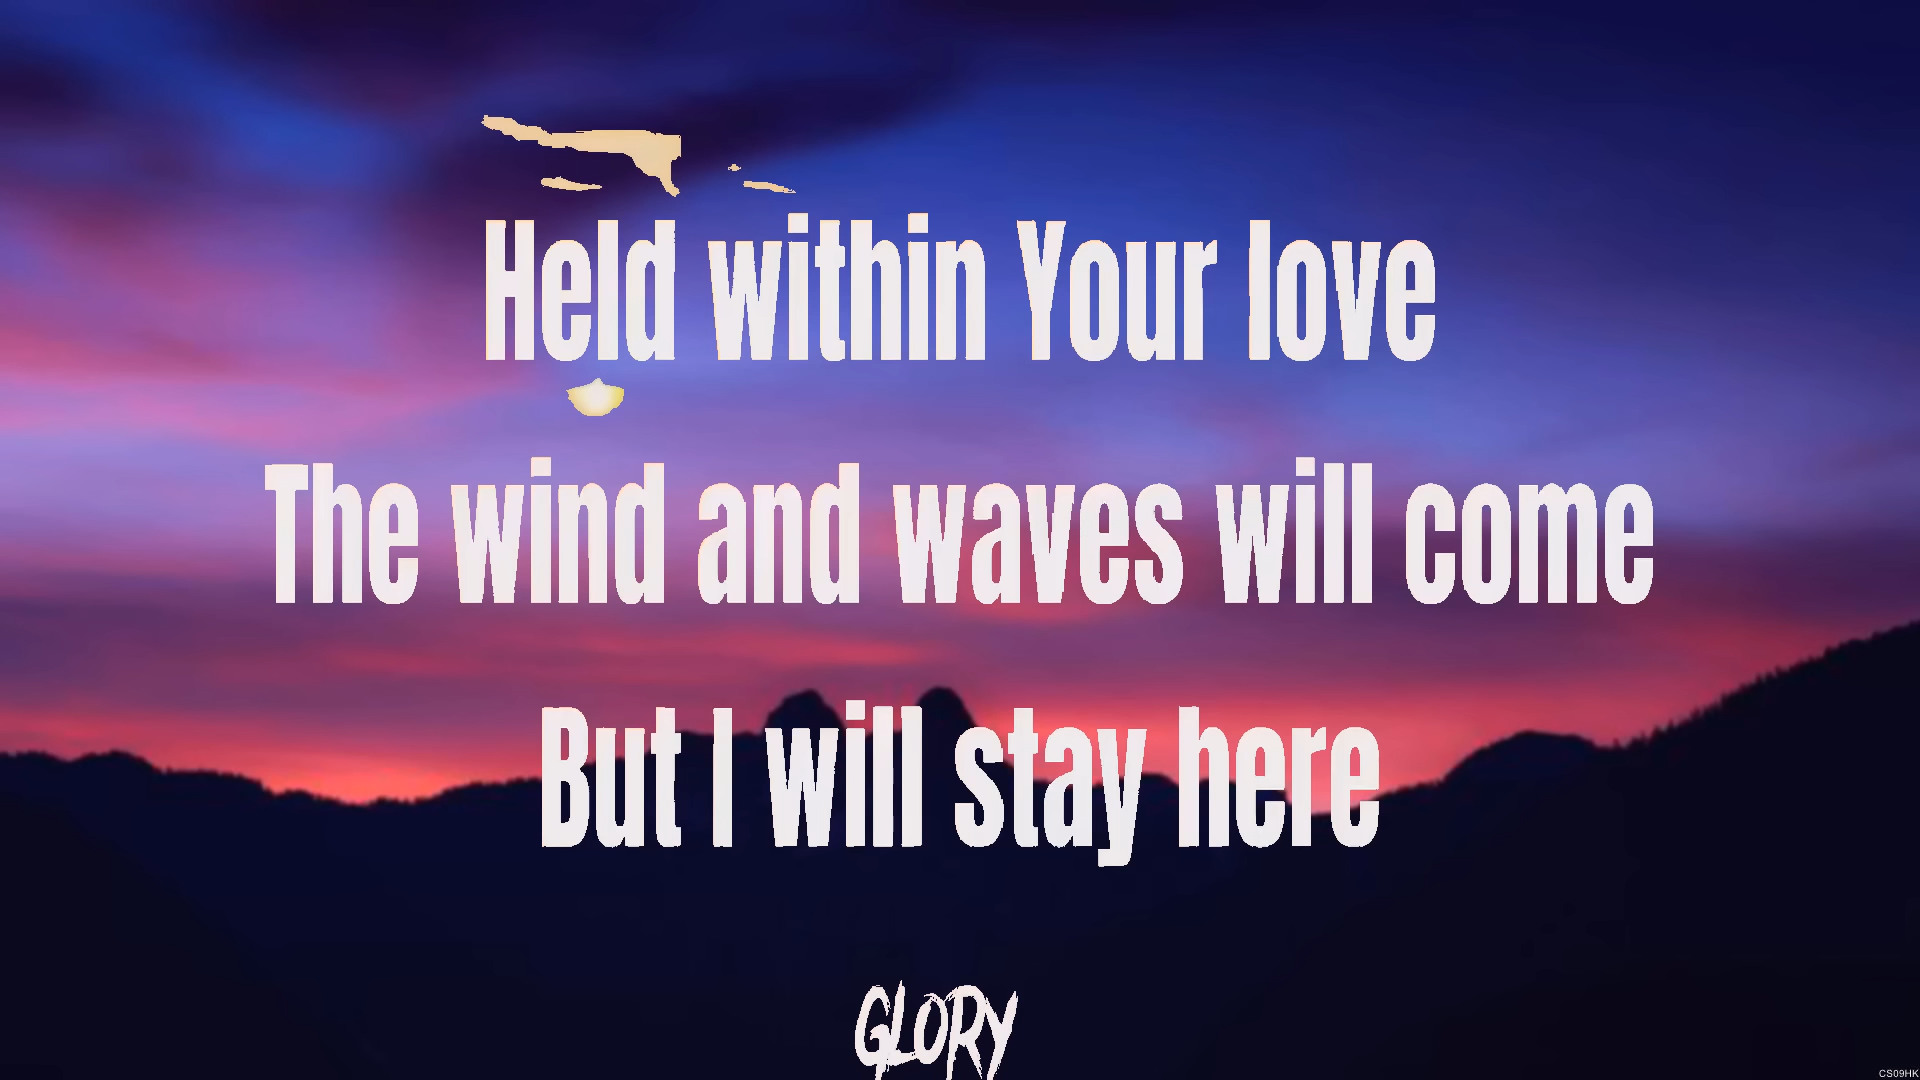 Held within Your love
The wind and waves will come
But I will stay here
GLORY
CS09HK